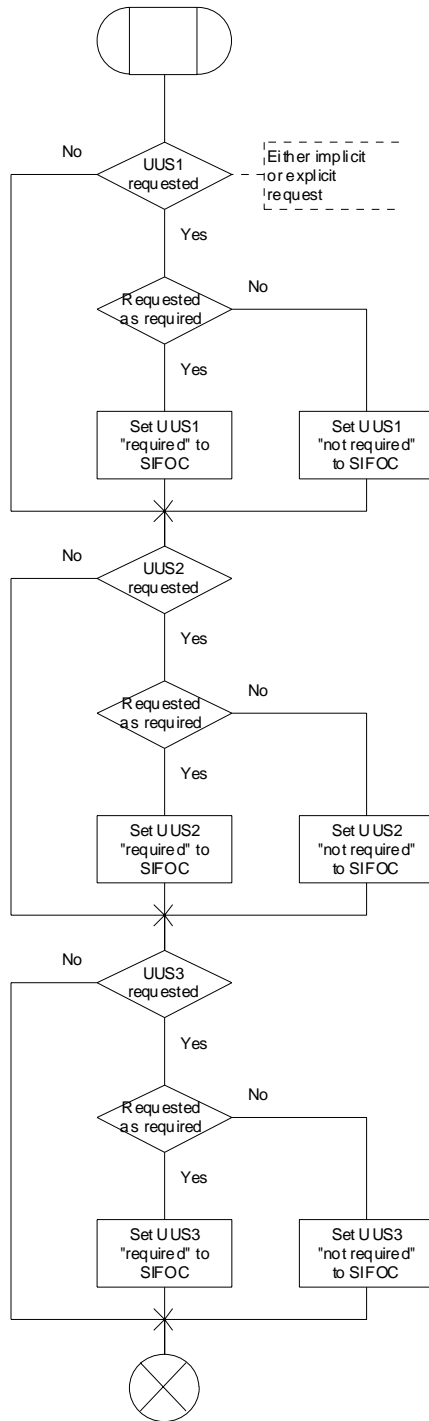 No
UUS1
requested
Either implicit
or explicit
request
Yes
Requested
as required
No
Yes
Set UUS1
"required" to
SIFOC
Set UUS1
"not required"
to SIFOC
No
UUS2
requested
Yes
Requested
as required
No
Yes
Set UUS2
"required" to
SIFOC
Set UUS2
"not required"
to SIFOC
No
UUS3
requested
Yes
Requested
as required
No
Yes
Set UUS3
"required" to
SIFOC
Set UUS3
"not required"
to SIFOC